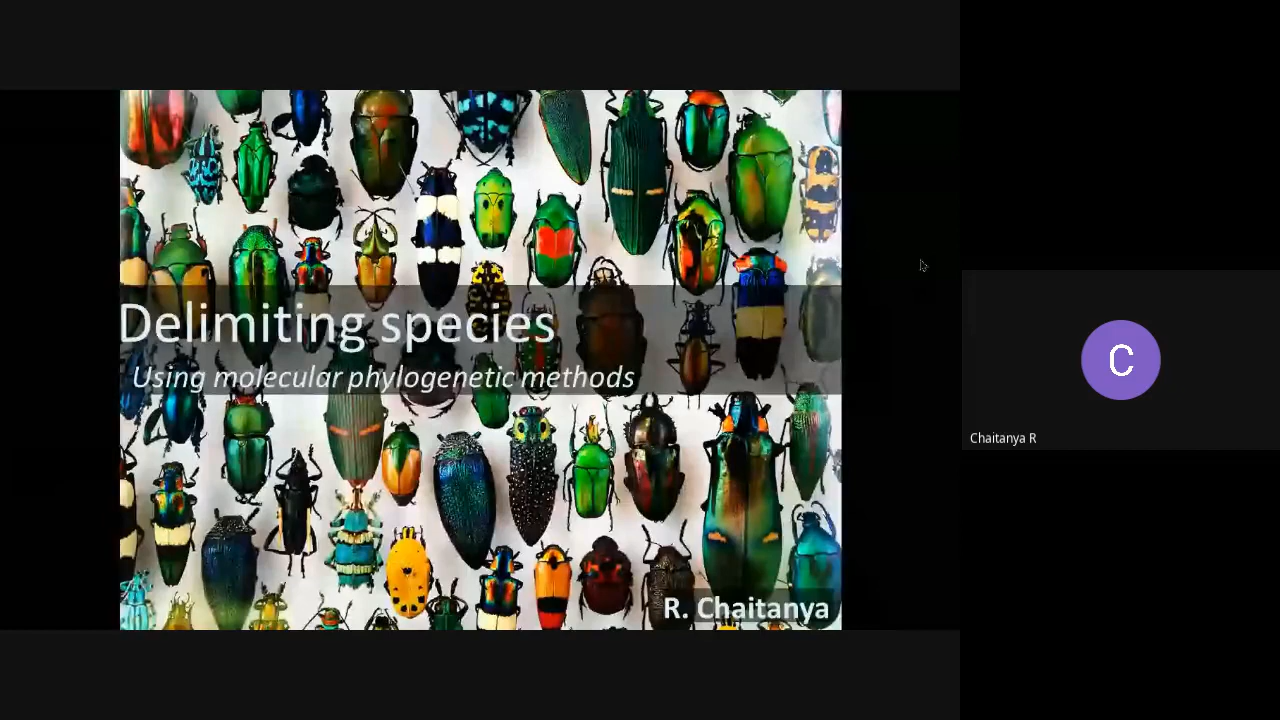 Delimiting species
Using molecular phylogenetic methods
R. Chaitanya
C
Chaitanya R